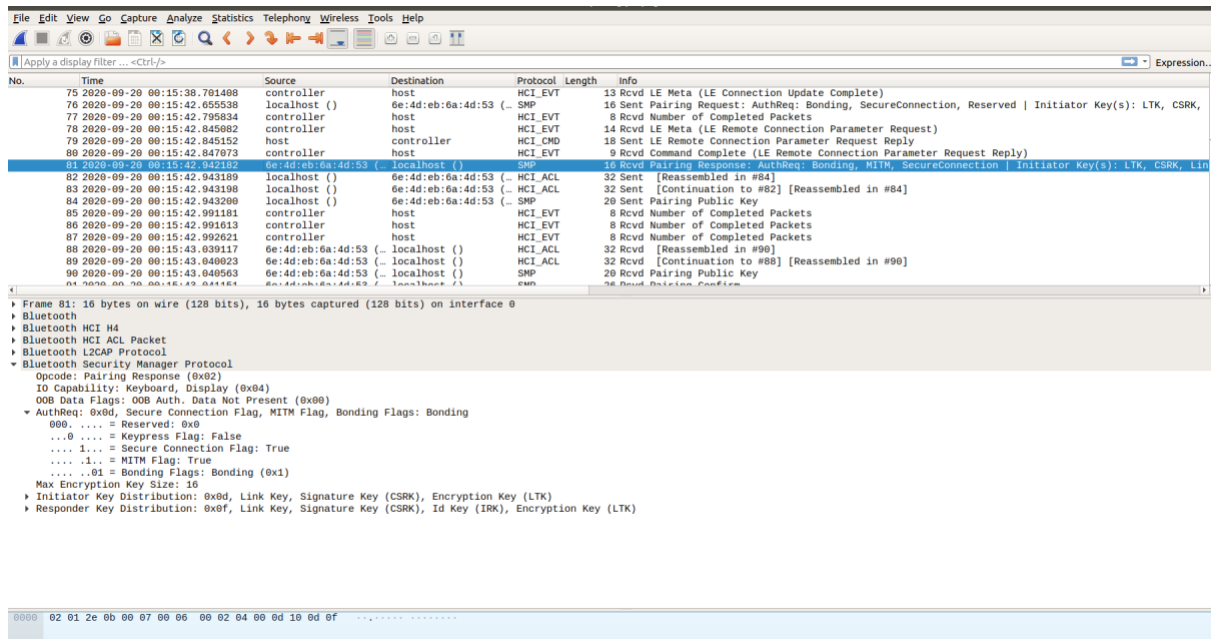 File Edit View Go Capture Analyze Statistics Telephony Wireless Tools Help
Apply a display filter ... <Ctrl-/> Expression...
No. Time Source Destination Protocol Length Info
75 2020-09-20 00:15:38.701408 controller host HCI_EVT 13 Rcvd LE Meta (LE Connection Update Complete)
76 2020-09-20 00:15:42.655538 localhost () 6e:4d:eb:6a:4d:53 (… SMP 16 Sent Pairing Request: AuthReq: Bonding, SecureConnection, Reserved | Initiator Key(s): LTK, CSRK,
77 2020-09-20 00:15:42.795834 controller host HCI_EVT 8 Rcvd Number of Completed Packets
78 2020-09-20 00:15:42.845082 controller host HCI_EVT 14 Rcvd LE Meta (LE Remote Connection Parameter Request)
79 2020-09-20 00:15:42.845152 host controller HCI_CMD 18 Sent LE Remote Connection Parameter Request Reply
80 2020-09-20 00:15:42.847073 controller host HCI_EVT 9 Rcvd Command Complete (LE Remote Connection Parameter Request Reply)
81 2020-09-20 00:15:42.942182 6e:4d:eb:6a:4d:53 (… localhost () SMP 16 Rcvd Pairing Response: AuthReq: Bonding, MITM, SecureConnection | Initiator Key(s): LTK, CSRK, Lin
82 2020-09-20 00:15:42.943189 localhost () 6e:4d:eb:6a:4d:53 (… HCI_ACL 32 Sent [Reassembled in #84]
83 2020-09-20 00:15:42.943198 localhost () 6e:4d:eb:6a:4d:53 (… HCI_ACL 32 Sent [Continuation to #82] [Reassembled in #84]
84 2020-09-20 00:15:42.943200 localhost () 6e:4d:eb:6a:4d:53 (… SMP 20 Sent Pairing Public Key
85 2020-09-20 00:15:42.991181 controller host HCI_EVT 8 Rcvd Number of Completed Packets
86 2020-09-20 00:15:42.991613 controller host HCI_EVT 8 Rcvd Number of Completed Packets
87 2020-09-20 00:15:42.992621 controller host HCI_EVT 8 Rcvd Number of Completed Packets
88 2020-09-20 00:15:43.039117 6e:4d:eb:6a:4d:53 (… localhost () HCI_ACL 32 Rcvd [Reassembled in #90]
89 2020-09-20 00:15:43.040023 6e:4d:eb:6a:4d:53 (… localhost () HCI_ACL 32 Rcvd [Continuation to #88] [Reassembled in #90]
90 2020-09-20 00:15:43.040563 6e:4d:eb:6a:4d:53 (… localhost () SMP 20 Rcvd Pairing Public Key
91 2020-09-20 00:15:43.041151 6e:4d:eb:6a:4d:53 (… localhost () SMP 26 Rcvd Pairing Confirm
Frame 81: 16 bytes on wire (128 bits), 16 bytes captured (128 bits) on interface 0
Bluetooth
Bluetooth HCI H4
Bluetooth HCI ACL Packet
Bluetooth L2CAP Protocol
Bluetooth Security Manager Protocol
Opcode: Pairing Response (0x02)
IO Capability: Keyboard, Display (0x04)
OOB Data Flags: OOB Auth. Data Not Present (0x00)
AuthReq: 0x0d, Secure Connection Flag, MITM Flag, Bonding Flags: Bonding
000. .... = Reserved: 0x0
...0 .... = Keypress Flag: False
.... 1... = Secure Connection Flag: True
.... .1.. = MITM Flag: True
.... ..01 = Bonding Flags: Bonding (0x1)
Max Encryption Key Size: 16
Initiator Key Distribution: 0x0d, Link Key, Signature Key (CSRK), Encryption Key (LTK)
Responder Key Distribution: 0x0f, Link Key, Signature Key (CSRK), Id Key (IRK), Encryption Key (LTK)
0000 02 01 2e 0b 00 07 00 06 00 02 04 00 0d 10 0d 0f ··.····· ········